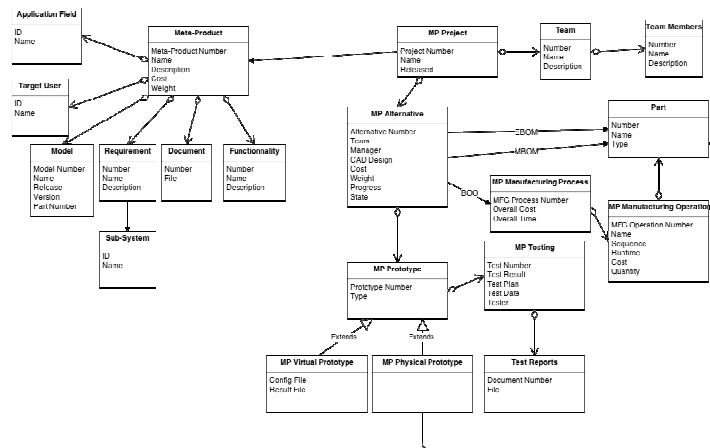 Application Field
ID
Name
Target User
ID
Name
Meta-Product
Meta-Product Number
Name
Description
Cost
Weight
MP Project
Project Number
Name
Released
Team
Number
Name
Description
Team Members
Number
Name
Description
Model
Model Number
Name
Release
Version
Part Number
Requirement
Number
Name
Description
Document
Number
File
Functionnality
Number
Name
Description
Sub-System
ID
Name
MP Alternative
Alternative Number
Team
Manager
CAD Design
Cost
Weight
Progress
State
EBOM
MBOM
BOO
Part
Number
Name
Type
MP Manufacturing Process
MFG Process Number
Overall Cost
Overall Time
MP Manufacturing Operation
MFG Operation Number
Name
Sequence
Runtime
Cost
Quantity
MP Prototype
Prototype Number
Type
MP Testing
Test Number
Test Result
Test Plan
Test Date
Tester
Extends
Extends
MP Virtual Prototype
Config File
Result File
MP Physical Prototype
Test Reports
Document Number
File